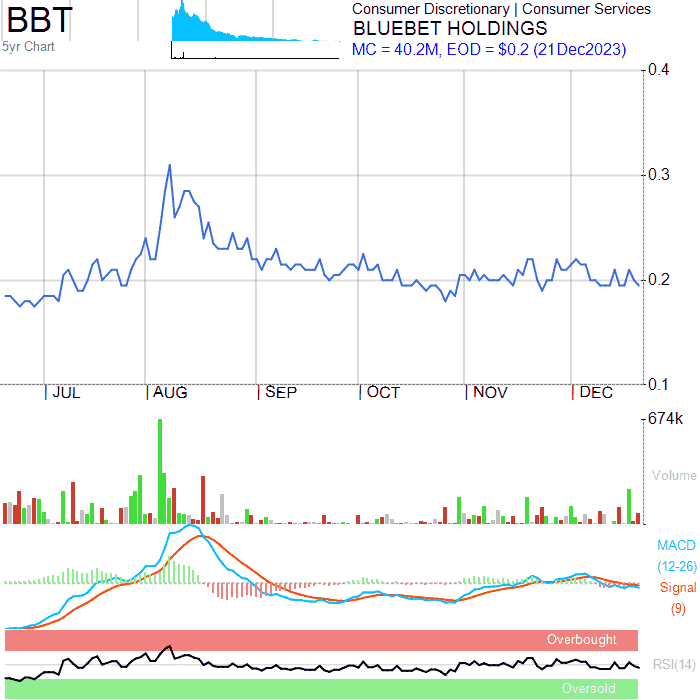 BBT
5yr Chart
Consumer Discretionary | Consumer Services
BLUEBET HOLDINGS
MC = 40.2M, EOD = $0.2 (21Dec2023)
0.4
0.3
0.2
0.1
JUL
AUG
SEP
OCT
NOV
DEC
674k
Volume
MACD
(12-26)
Signal
(9)
Overbought
RSI(14)
Oversold